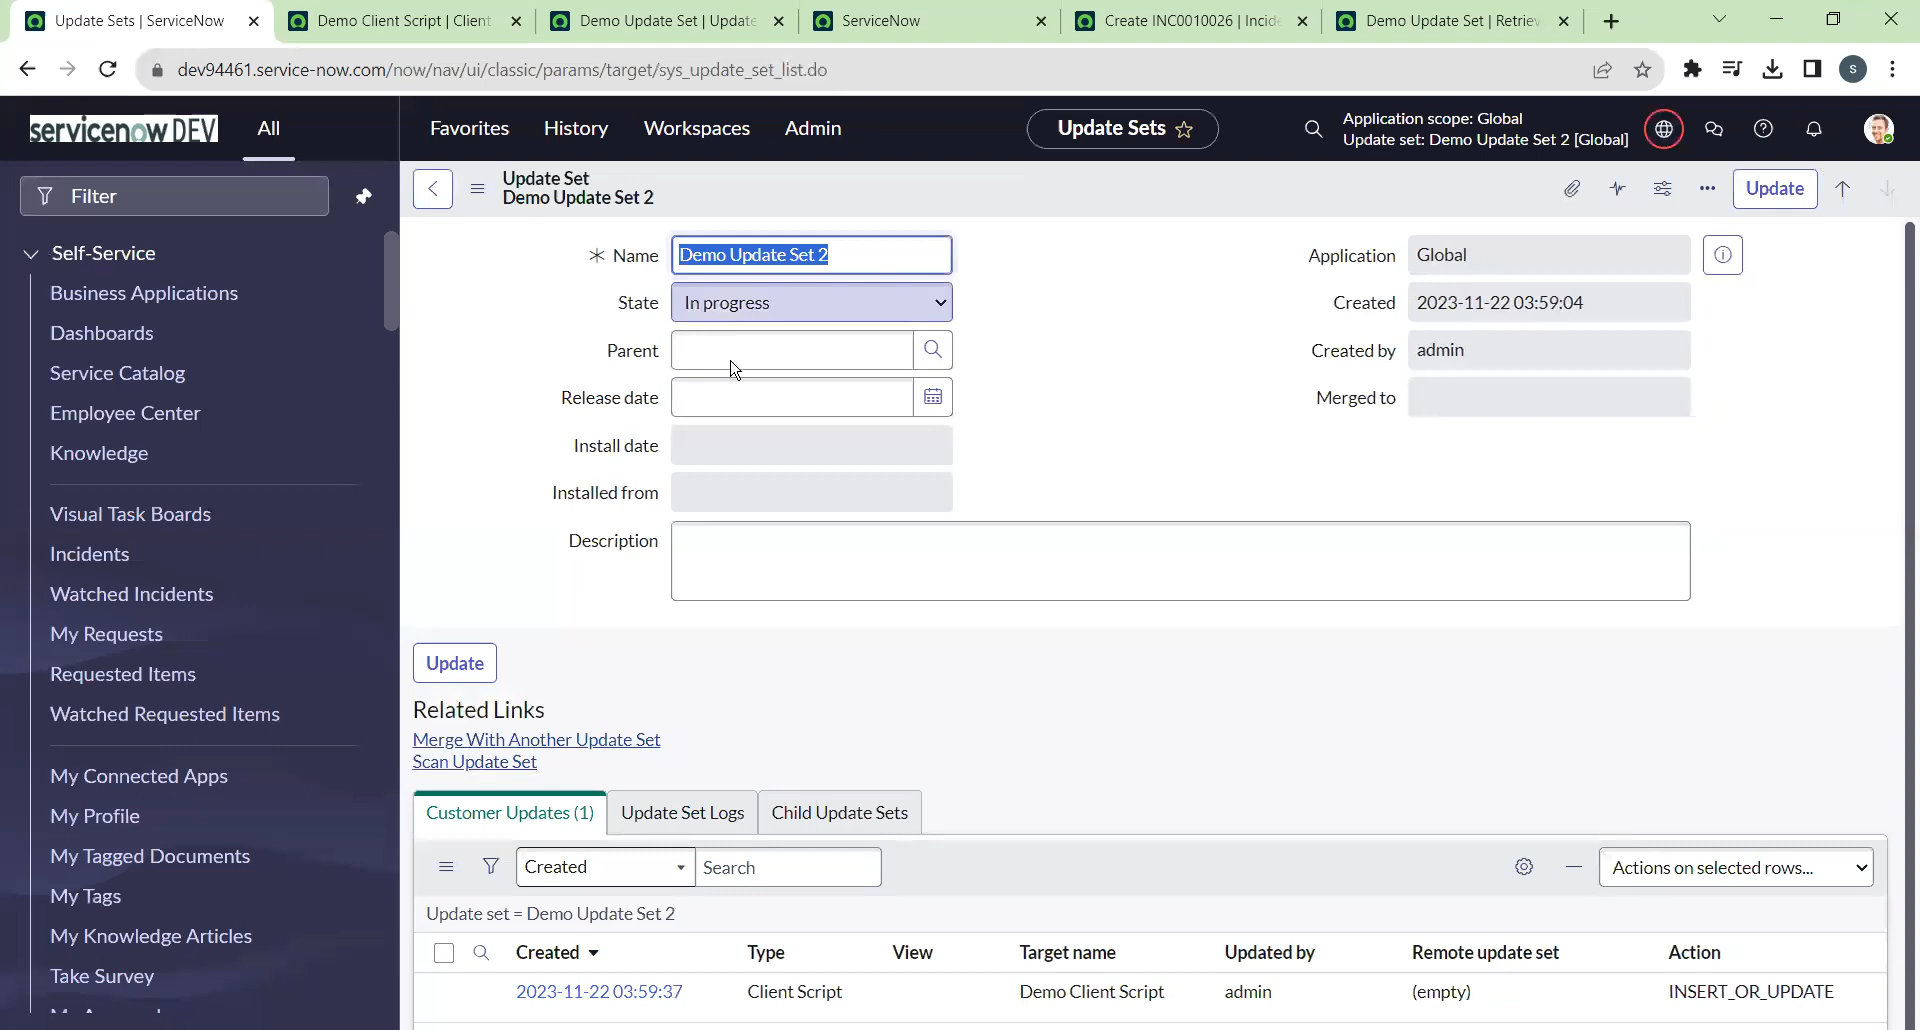 Update Sets | ServiceNow
Demo Client Script | Client
Demo Update Set | Update
ServiceNow
Create INC0010026 | Incide
Demo Update Set | Retriev
dev94461.service-now.com/now/nav/ui/classic/params/target/sys_update_set_list.do
S
servicenow DEV
All
Favorites
History
Workspaces
Admin
Update Sets
Application scope: Global
Update set: Demo Update Set 2 [Global]
Filter
Update Set
Demo Update Set 2
Update
Self-Service
Business Applications
Dashboards
Service Catalog
Employee Center
Knowledge
Visual Task Boards
Incidents
Watched Incidents
My Requests
Requested Items
Watched Requested Items
My Connected Apps
My Profile
My Tagged Documents
My Tags
My Knowledge Articles
Take Survey
Name Demo Update Set 2
State In progress
Parent
Release date
Install date
Installed from
Description
Application Global
Created 2023-11-22 03:59:04
Created by admin
Merged to
Update
Related Links
Merge With Another Update Set
Scan Update Set
Customer Updates (1)
Update Set Logs
Child Update Sets
Created Search
Actions on selected rows...
Update set = Demo Update Set 2
Created Type View Target name Updated by Remote update set Action
2023-11-22 03:59:37 Client Script Demo Client Script admin (empty) INSERT_OR_UPDATE